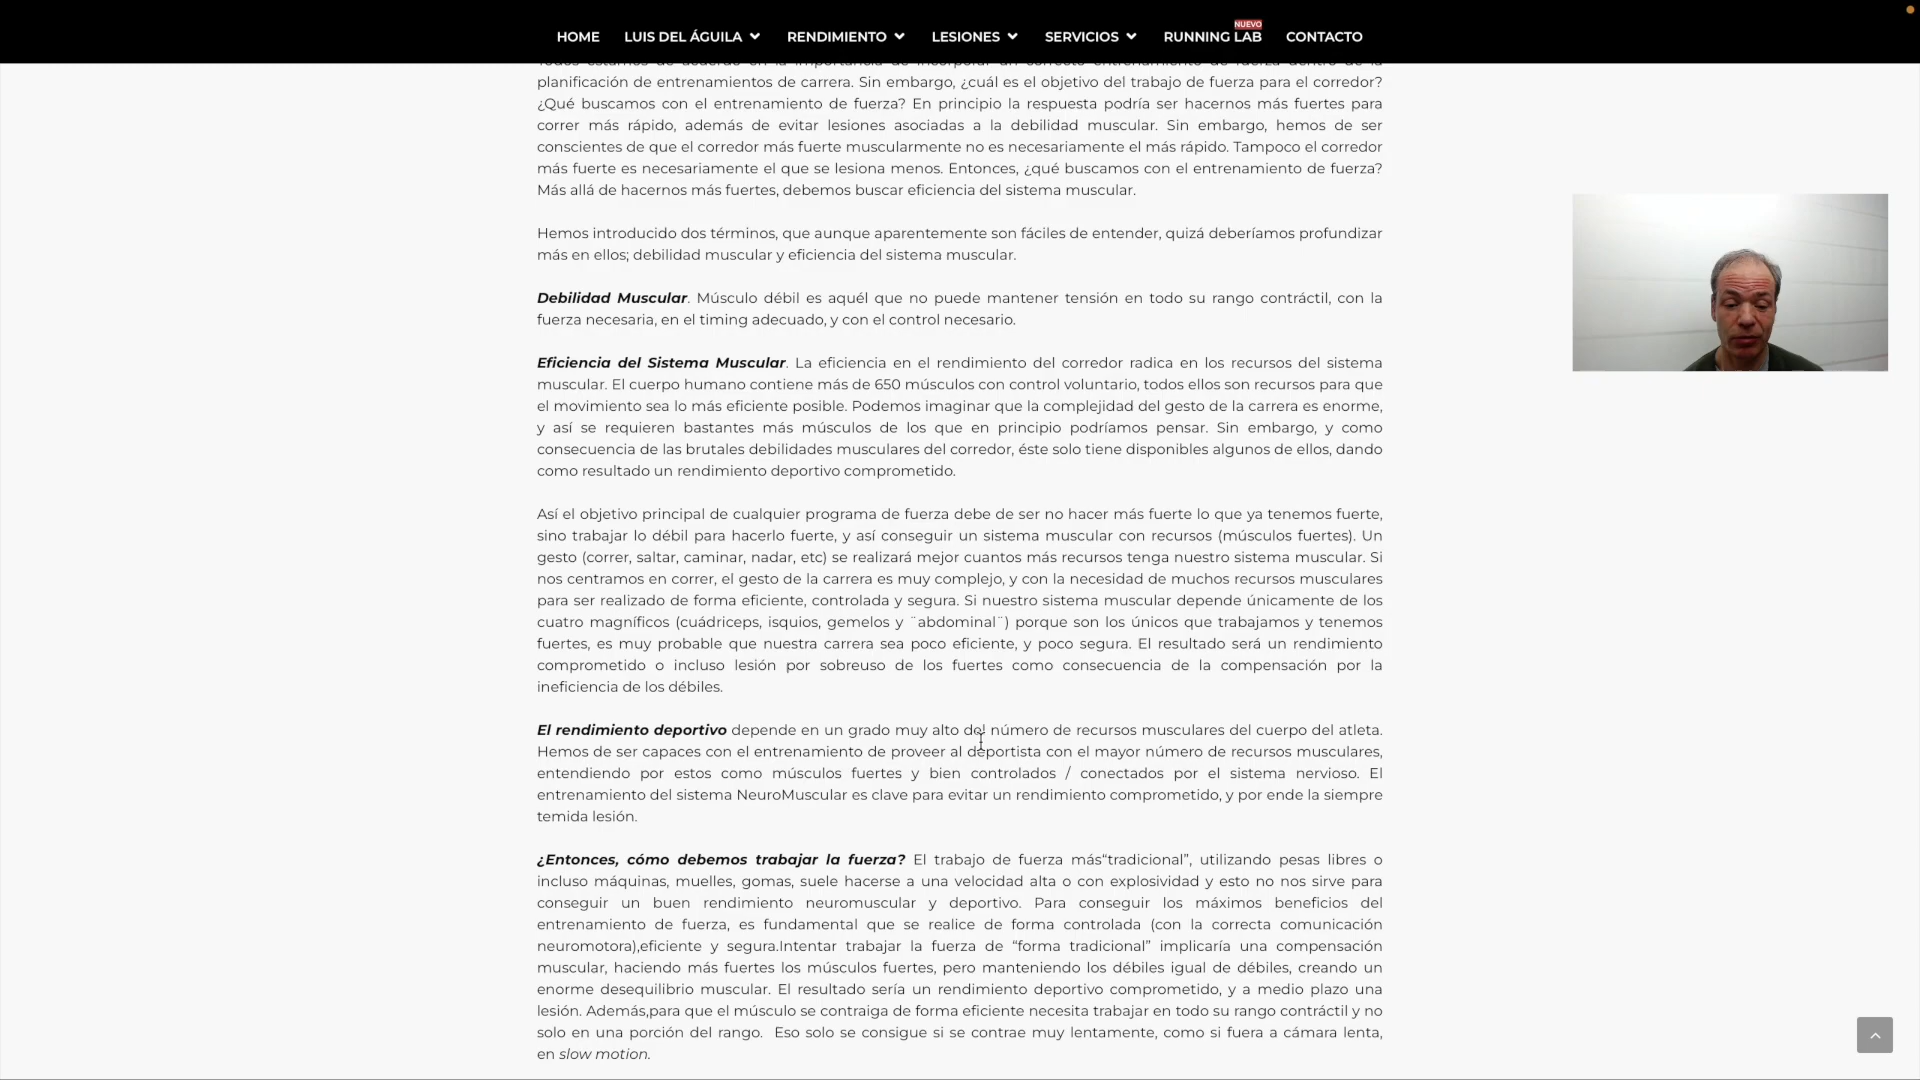 NUEVO
HOME LUIS DEL ÁGUILA RENDIMIENTO LESIONES SERVICIOS RUNNING LAB CONTACTO
Todos estamos de acuerdo en la importancia de incorporar un correcto entrenamiento de fuerza dentro de la
planificación de entrenamientos de carrera. Sin embargo, ¿cuál es el objetivo del trabajo de fuerza para el corredor?
¿Qué buscamos con el entrenamiento de fuerza? En principio la respuesta podría ser hacernos más fuertes para
correr más rápido, además de evitar lesiones asociadas a la debilidad muscular. Sin embargo, hemos de ser
conscientes de que el corredor más fuerte muscularmente no es necesariamente el más rápido. Tampoco el corredor
más fuerte es necesariamente el que se lesiona menos. Entonces, ¿qué buscamos con el entrenamiento de fuerza?
Más allá de hacernos más fuertes, debemos buscar eficiencia del sistema muscular.
Hemos introducido dos términos, que aunque aparentemente son fáciles de entender, quizá deberíamos profundizar
más en ellos; debilidad muscular y eficiencia del sistema muscular.
Debilidad Muscular. Músculo débil es aquél que no puede mantener tensión en todo su rango contráctil, con la
fuerza necesaria, en el timing adecuado, y con el control necesario.
Eficiencia del Sistema Muscular. La eficiencia en el rendimiento del corredor radica en los recursos del sistema
muscular. El cuerpo humano contiene más de 650 músculos con control voluntario, todos ellos son recursos para que
el movimiento sea lo más eficiente posible. Podemos imaginar que la complejidad del gesto de la carrera es enorme,
y así se requieren bastantes más músculos de los que en principio podríamos pensar. Sin embargo, y como
consecuencia de las brutales debilidades musculares del corredor, éste solo tiene disponibles algunos de ellos, dando
como resultado un rendimiento deportivo comprometido.
Así el objetivo principal de cualquier programa de fuerza debe de ser no hacer más fuerte lo que ya tenemos fuerte,
sino trabajar lo débil para hacerlo fuerte, y así conseguir un sistema muscular con recursos (músculos fuertes). Un
gesto (correr, saltar, caminar, nadar, etc) se realizará mejor cuantos más recursos tenga nuestro sistema muscular. Si
nos centramos en correr, el gesto de la carrera es muy complejo, y con la necesidad de muchos recursos musculares
para ser realizado de forma eficiente, controlada y segura. Si nuestro sistema muscular depende únicamente de los
cuatro magníficos (cuádriceps, isquios, gemelos y ¨abdominal¨) porque son los únicos que trabajamos y tenemos
fuertes, es muy probable que nuestra carrera sea poco eficiente, y poco segura. El resultado será un rendimiento
comprometido o incluso lesión por sobreuso de los fuertes como consecuencia de la compensación por la
ineficiencia de los débiles.
El rendimiento deportivo depende en un grado muy alto del número de recursos musculares del cuerpo del atleta.
Hemos de ser capaces con el entrenamiento de proveer al deportista con el mayor número de recursos musculares,
entendiendo por estos como músculos fuertes y bien controlados / conectados por el sistema nervioso. El
entrenamiento del sistema NeuroMuscular es clave para evitar un rendimiento comprometido, y por ende la siempre
temida lesión.
¿Entonces, cómo debemos trabajar la fuerza? El trabajo de fuerza más“tradicional”, utilizando pesas libres o
incluso máquinas, muelles, gomas, suele hacerse a una velocidad alta o con explosividad y esto no nos sirve para
conseguir un buen rendimiento neuromuscular y deportivo. Para conseguir los máximos beneficios del
entrenamiento de fuerza, es fundamental que se realice de forma controlada (con la correcta comunicación
neuromotora),eficiente y segura.Intentar trabajar la fuerza de “forma tradicional” implicaría una compensación
muscular, haciendo más fuertes los músculos fuertes, pero manteniendo los débiles igual de débiles, creando un
enorme desequilibrio muscular. El resultado sería un rendimiento deportivo comprometido, y a medio plazo una
lesión. Además,para que el músculo se contraiga de forma eficiente necesita trabajar en todo su rango contráctil y no
solo en una porción del rango. Eso solo se consigue si se contrae muy lentamente, como si fuera a cámara lenta,
en slow motion.